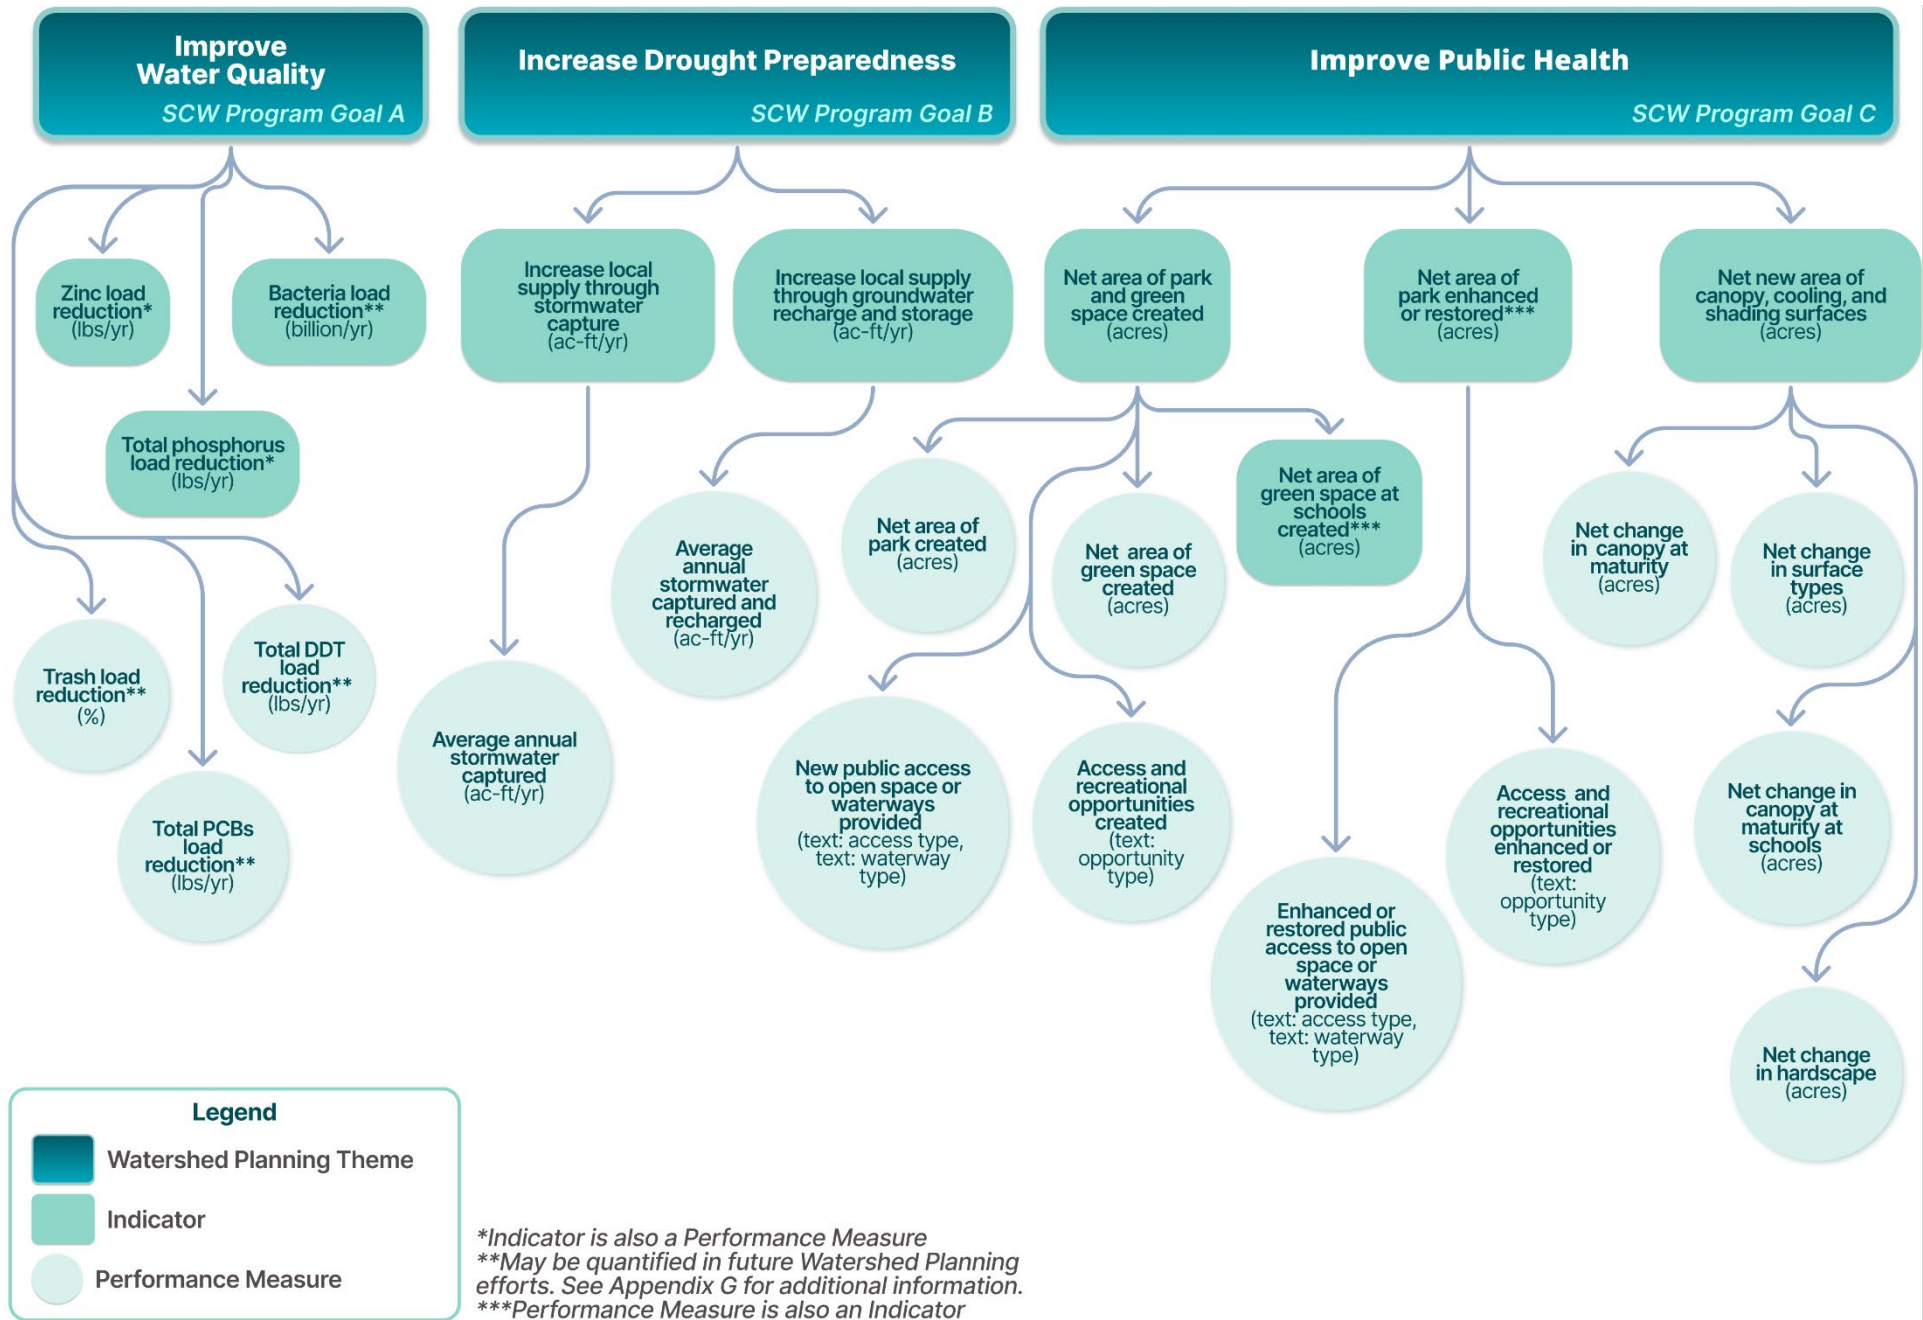 Improve
Water Quality
SCW Program Goal A
Increase Drought Preparedness
SCW Program Goal B
Improve Public Health
SCW Program Goal C
Zinc load
reduction*
(lbs/yr)
Bacteria load
reduction**
(billion/yr)
Total phosphorus
load reduction*
(lbs/yr)
Trash load
reduction**
(%)
Total DDT
load
reduction**
(lbs/yr)
Total PCBs
load
reduction**
(lbs/yr)
Increase local
supply through
stormwater
capture
(ac-ft/yr)
Increase local supply
through groundwater
recharge and storage
(ac-ft/yr)
Average annual
stormwater
captured
(ac-ft/yr)
Average
annual
stormwater
captured and
recharged
(ac-ft/yr)
Net area of park
and green
space created
(acres)
Net area of
park enhanced
or restored***
(acres)
Net new area of
canopy, cooling, and
shading surfaces
(acres)
Net area of
park created
(acres)
Net area of
green space
created
(acres)
Net area of
green space at
schools
created***
(acres)
New public access
to open space or
waterways
provided
(text: access type,
text: waterway
type)
Access and
recreational
opportunities
created
(text:
opportunity
type)
Enhanced or
restored public
access to open
space or
waterways
provided
(text: access type,
text: waterway
type)
Access and
recreational
opportunities
enhanced or
restored
(text:
opportunity
type)
Net change
in canopy at
maturity
(acres)
Net change
in surface
types
(acres)
Net change in
canopy at
maturity at
schools
(acres)
Net change
in hardscape
(acres)
Legend
Watershed Planning Theme
Indicator
Performance Measure
*Indicator is also a Performance Measure
**May be quantified in future Watershed Planning
efforts. See Appendix G for additional information.
***Performance Measure is also an Indicator